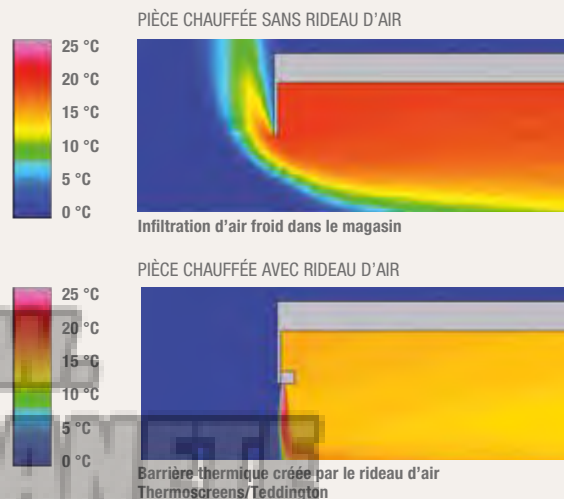 PIÈCE CHAUFFÉE SANS RIDEAU D'AIR
25 °C
20 °C
15 °C
10 °C
5 °C
0 °C
Infiltration d'air froid dans le magasin
PIÈCE CHAUFFÉE AVEC RIDEAU D'AIR
25 °C
20 °C
15 °C
10 °C
5 °C
0 °C
Barrière thermique créée par le rideau d'air
Thermoscreens/Teddington